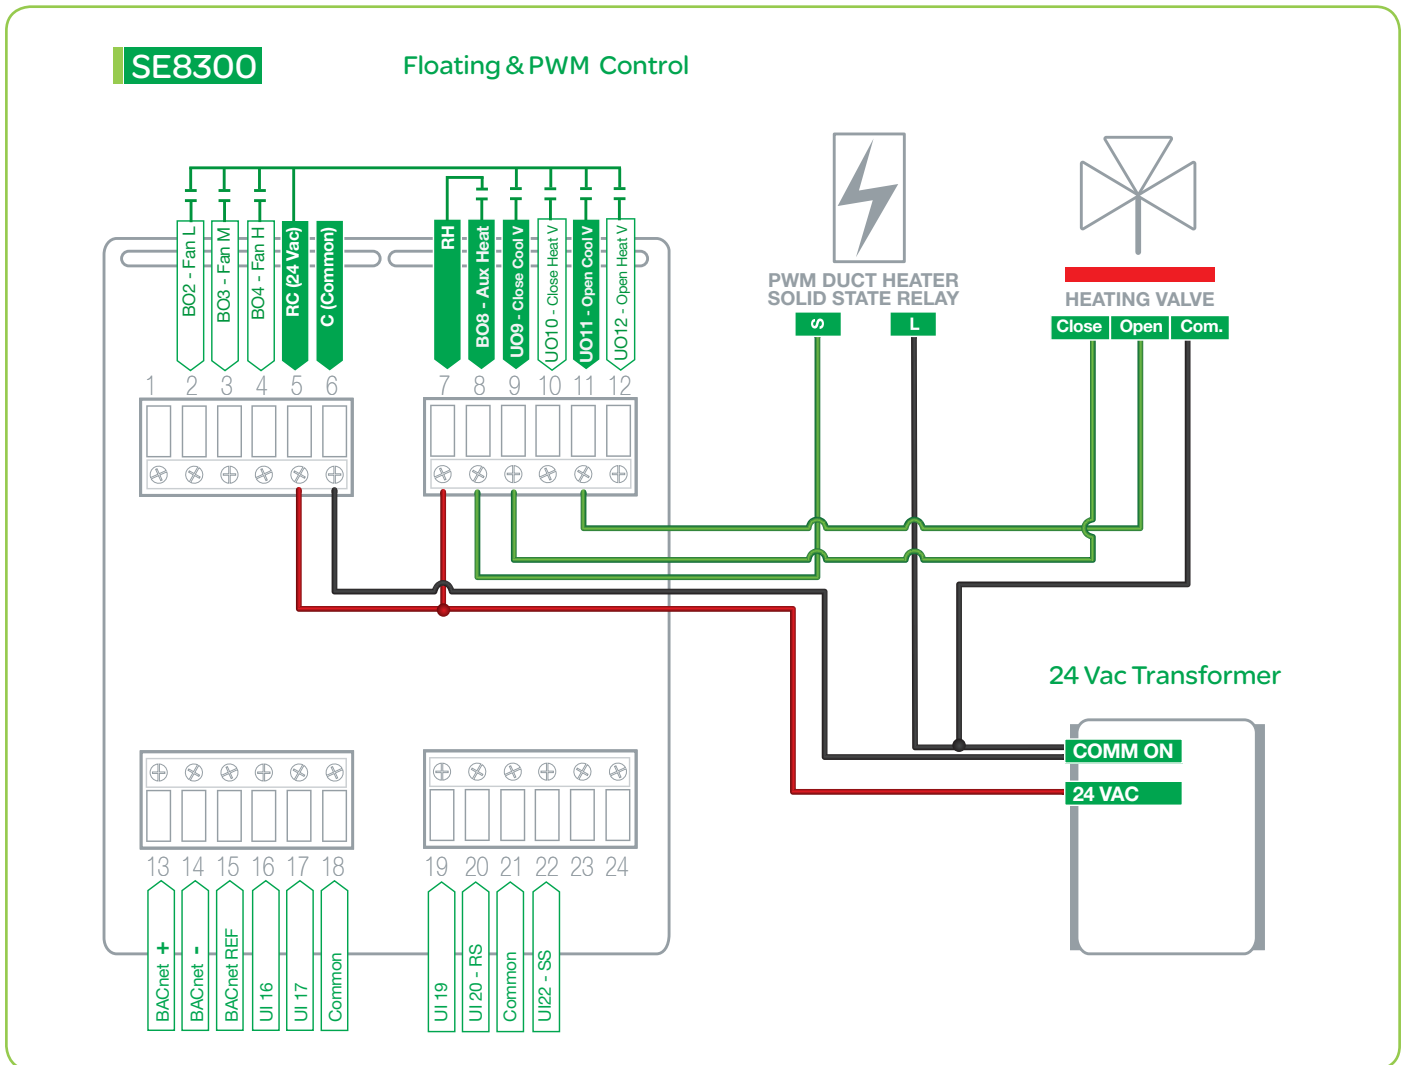 SE8300
Floating & PWM Control
BO2 - Fan L
BO3 - Fan M
BO4 - Fan H
RC (24 Vac)
C (Common)
RH
BO8 - Aux Heat
UO9 - Close Cool V
UO10 - Close Heat V
UO11 - Open Cool V
UO12 - Open Heat V
1 2 3 4 5 6
7 8 9 10 11 12
PWM DUCT HEATER
SOLID STATE RELAY
S L
HEATING VALVE
Close Open Com.
24 Vac Transformer
COMM ON
24 VAC
13 14 15 16 17 18
19 20 21 22 23 24
BACnet +
BACnet -
BACnet REF
UI 16
UI 17
Common
UI 19
UI 20 - RS
Common
UI22 - SS